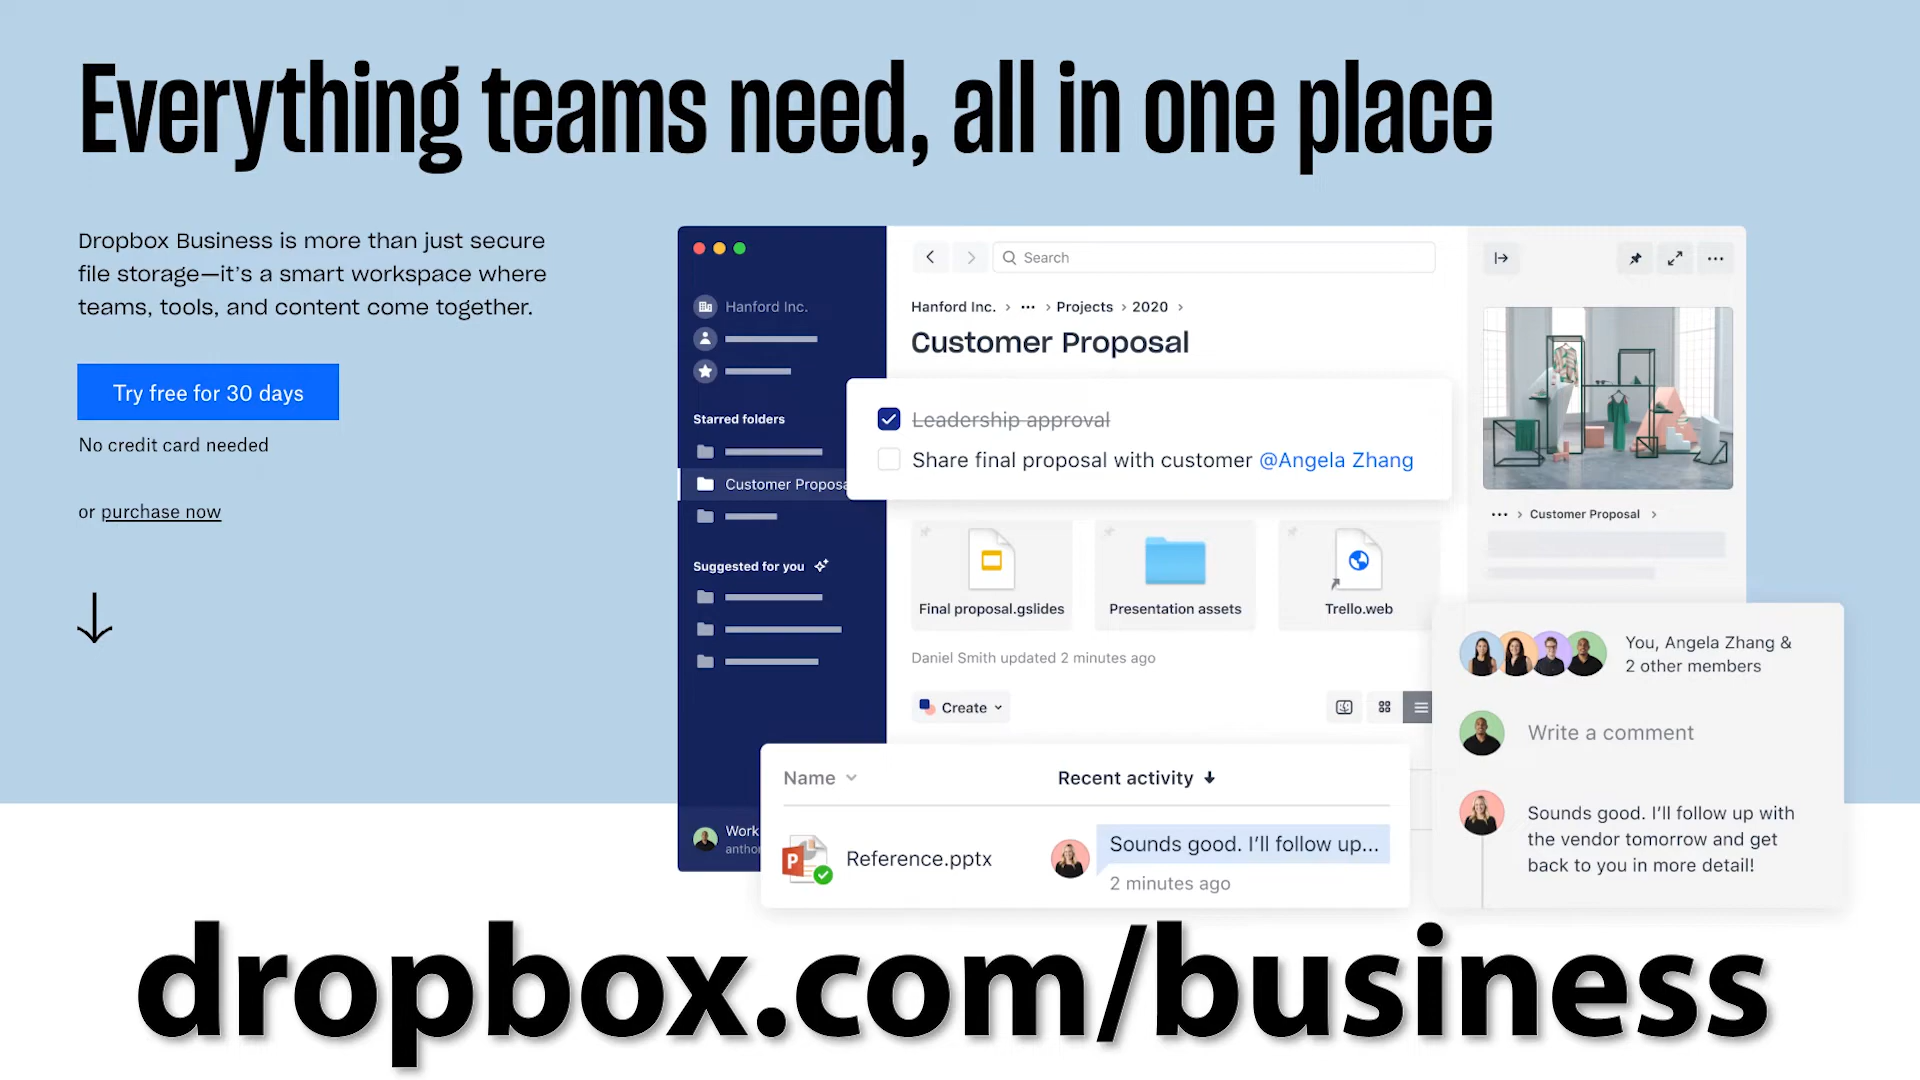 Everything teams need, all in one place
Dropbox Business is more than just secure
file storage—it’s a smart workspace where
teams, tools, and content come together.
Try free for 30 days
No credit card needed
or purchase now
Hanford Inc.
Starred folders
Customer Proposa
Suggested for you
Work
antho
Search
Hanford Inc. › ··· › Projects › 2020 ›
Customer Proposal
Leadership approval
Share final proposal with customer @Angela Zhang
Final proposal.gslides
Presentation assets
Trello.web
Daniel Smith updated 2 minutes ago
Create
Name
Recent activity
P
Reference.pptx
Sounds good. I’ll follow up...
2 minutes ago
··· › Customer Proposal ›
You, Angela Zhang &
2 other members
Write a comment
Sounds good. I’ll follow up with
the vendor tomorrow and get
back to you in more detail!
dropbox.com/business